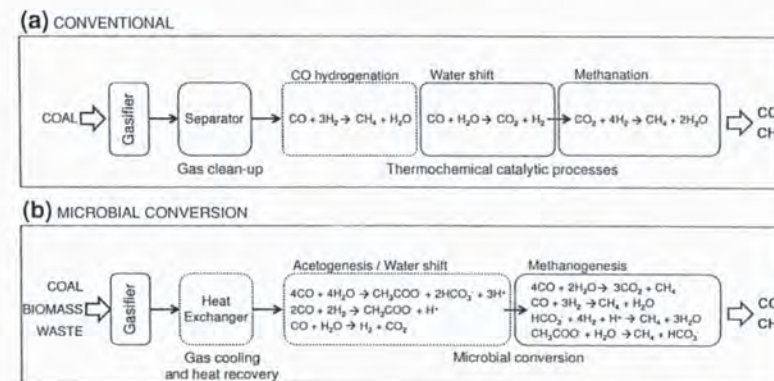 (a) CONVENTIONAL
CO hydrogenation
Water shift
Methanation
COAL
Gasifier
Separator
CO + 3H₂ → CH₄ + H₂O
CO + H₂O → CO₂ + H₂
CO₂ + 4H₂ → CH₄ + 2H₂O
CO
CH
Gas clean-up
Thermochemical catalytic processes
(b) MICROBIAL CONVERSION
Acetogenesis / Water shift
Methanogenesis
COAL
BIOMASS
WASTE
Gasifier
Heat
Exchanger
4CO + 4H₂O → CH₃COO⁻ + 2HCO₃⁻ + 3H⁺
2CO + 2H₂ → CH₃COO⁻ + H⁺
CO + H₂O → H₂ + CO₂
4CO + 2H₂O → 3CO₂ + CH₄
CO + 3H₂ → CH₄ + H₂O
HCO₃⁻ + 4H₂ + H⁺ → CH₄ + 3H₂O
CH₃COO⁻ + H₂O → CH₄ + HCO₃⁻
CO
CH
Gas cooling
and heat recovery
Microbial conversion